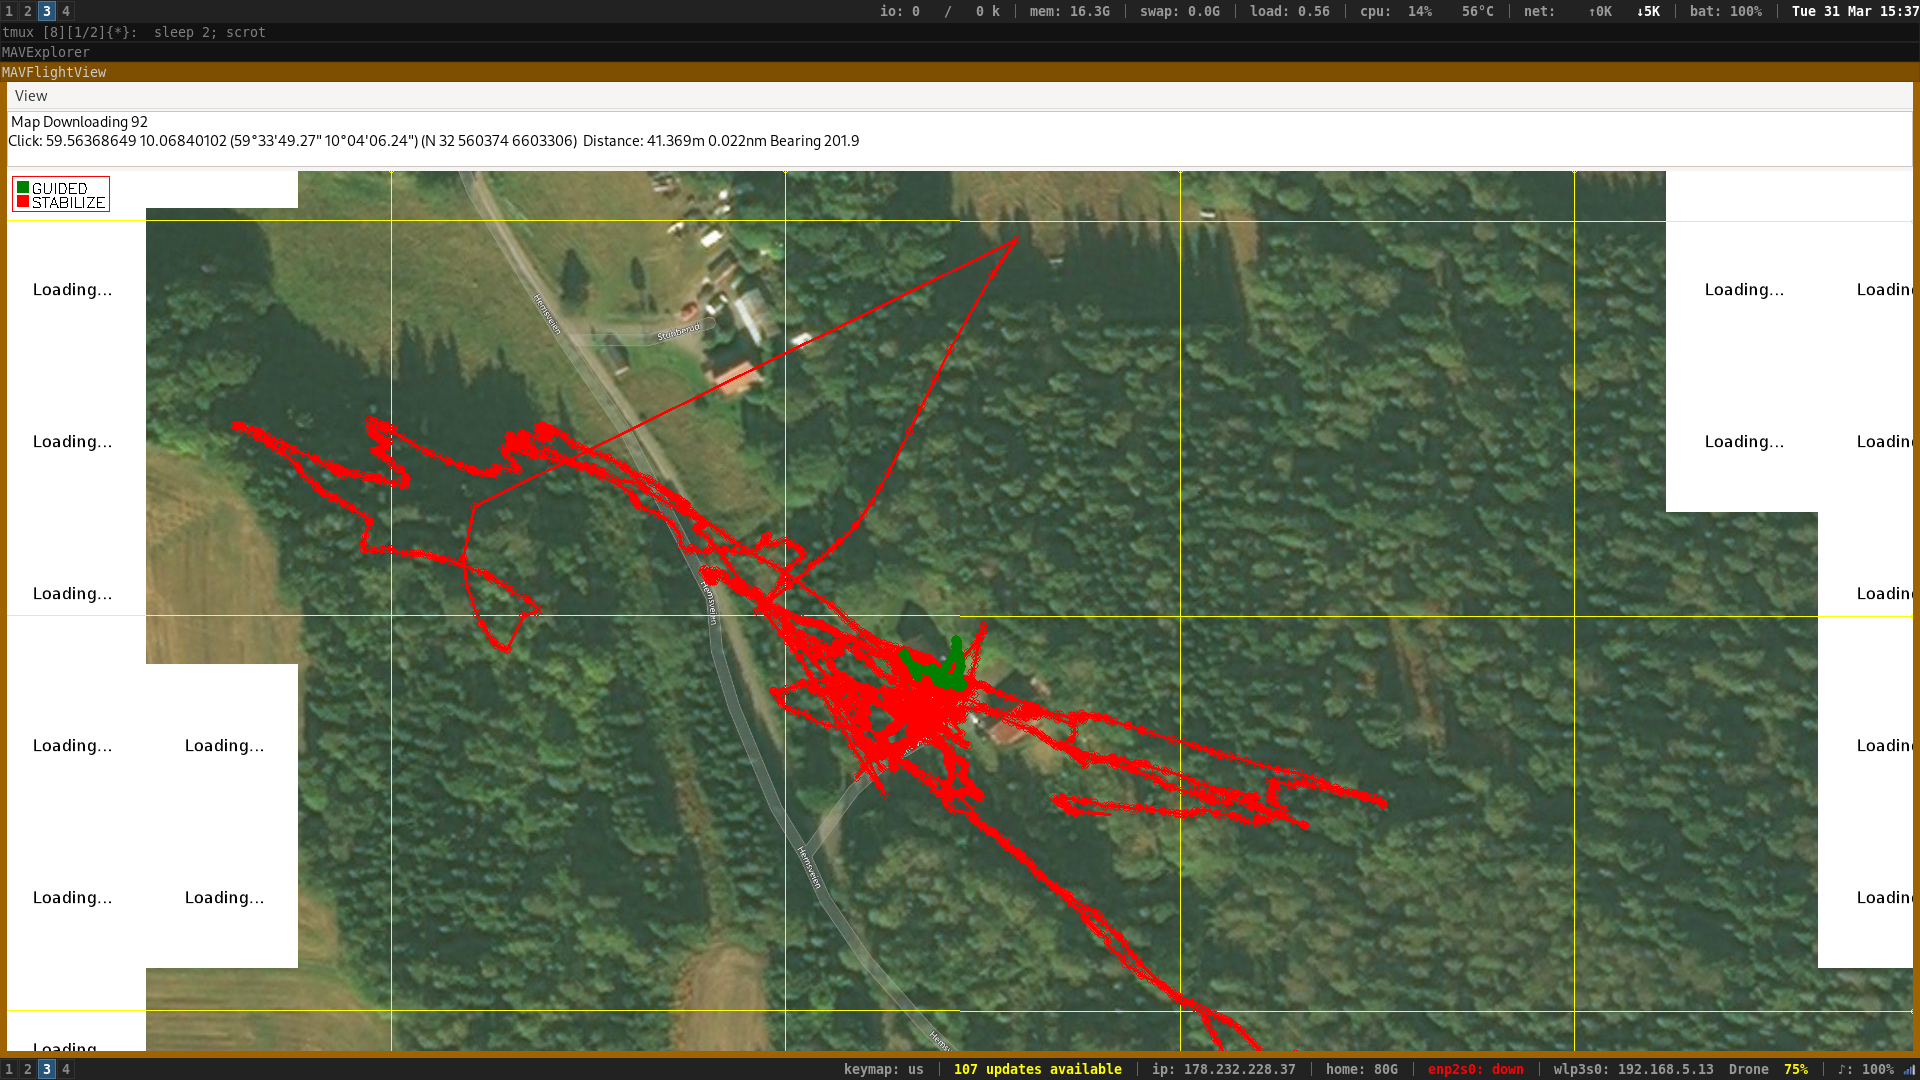 1 2 3 4 io: 0 / 0 k | mem: 16.3G | swap: 0.0G | load: 0.56 | cpu: 14% 56°C | net: ↑0K ↓5K | bat: 100% | Tue 31 Mar 15:37
tmux [8][1/2]{*}: sleep 2; scrot
MAVExplorer
MAVFlightView
View
Map Downloading 92
Click: 59.56368649 10.06840102 (59°33'49.27" 10°04'06.24") (N 32 560374 6603306) Distance: 41.369m 0.022nm Bearing 201.9
GUIDED
STABILIZE
Loading... Hemsveien Stubberud Loading... Loadin
Loading... Loading... Loadin
Loading... Hemsveien Loadin
Loading... Loading... Loadin
Loading... Loading... Hemsveien Loadin
Loading Hems
1 2 3 4 keymap: us | 107 updates available | ip: 178.232.228.37 | home: 80G | enp2s0: down | wlp3s0: 192.168.5.13 Drone 75% | ♪: 100%